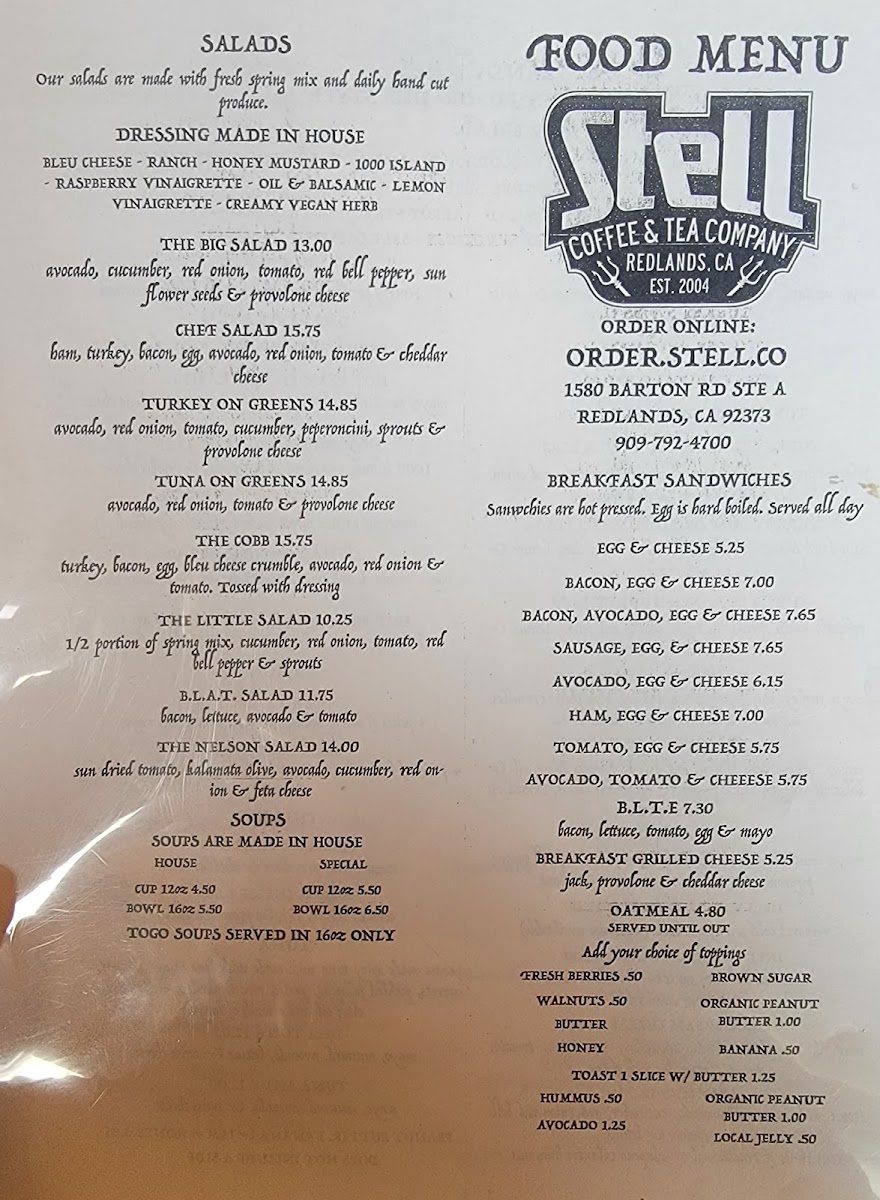 SALADS
Our salads are made with fresh spring mix and daily hand cut
produce.
DRESSING MADE IN HOUSE
BLEU CHEESE - RANCH - HONEY MUSTARD - 1000 ISLAND
- RASPBERRY VINAIGRETTE - OIL & BALSAMIC - LEMON
VINAIGRETTE - CREAMY VEGAN HERB
THE BIG SALAD 13.00
avocado, cucumber, red onion, tomato, red bell pepper, sun
flower seeds & provolone cheese
CHEF SALAD 15.75
ham, turkey, bacon, egg, avocado, red onion, tomato & cheddar
cheese
TURKEY ON GREENS 14.85
avocado, red onion, tomato, cucumber, peperoncini, sprouts &
provolone cheese
TUNA ON GREENS 14.85
avocado, red onion, tomato & provolone cheese
THE COBB 15.75
turkey, bacon, egg, bleu cheese crumble, avocado, red onion &
tomato. Tossed with dressing
THE LITTLE SALAD 10.25
1/2 portion of spring mix, cucumber, red onion, tomato, red
bell pepper & sprouts
B.L.A.T. SALAD 11.75
bacon, lettuce, avocado & tomato
THE NELSON SALAD 14.00
sun dried tomato, kalamata olive, avocado, cucumber, red on-
ion & feta cheese
SOUPS
SOUPS ARE MADE IN HOUSE
HOUSE SPECIAL
CUP 12oz 4.50 CUP 12oz 5.50
BOWL 16oz 5.50 BOWL 16oz 6.50
TOGO SOUPS SERVED IN 16oz ONLY
FOOD MENU
Stell
COFFEE & TEA COMPANY
REDLANDS, CA
EST. 2004
ORDER ONLINE:
ORDER.STELL.CO
1580 BARTON RD STE A
REDLANDS, CA 92373
909-792-4700
BREAKFAST SANDWICHES
Sanwchies are hot pressed. Egg is hard boiled. Served all day
EGG & CHEESE 5.25
BACON, EGG & CHEESE 7.00
BACON, AVOCADO, EGG & CHEESE 7.65
SAUSAGE, EGG, & CHEESE 7.65
AVOCADO, EGG & CHEESE 6.15
HAM, EGG & CHEESE 7.00
TOMATO, EGG & CHEESE 5.75
AVOCADO, TOMATO & CHEEESE 5.75
B.L.T.E 7.30
bacon, lettuce, tomato, egg & mayo
BREAKFAST GRILLED CHEESE 5.25
jack, provolone & cheddar cheese
OATMEAL 4.80
SERVED UNTIL OUT
Add your choice of toppings
FRESH BERRIES .50 BROWN SUGAR
WALNUTS .50 ORGANIC PEANUT
BUTTER BUTTER 1.00
HONEY BANANA .50
TOAST 1 SLICE W/ BUTTER 1.25
HUMMUS .50 ORGANIC PEANUT
BUTTER 1.00
AVOCADO 1.25
LOCAL JELLY .50